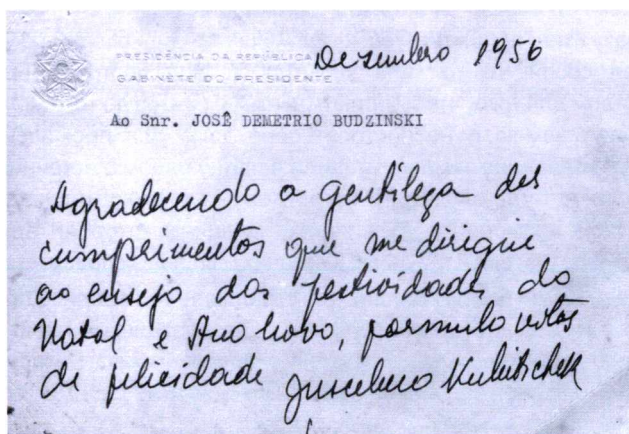 PRESIDÊNCIA DA REPÚBLICA
Dezembro 1956
GABINETE DO PRESIDENTE
Ao Snr. JOSÊ DEMETRIO BUDZINSKI
Agradecendo a gentileza dos
cumprimentos que me dirigiu
ao ensejo das festividades do
Natal e Ano Novo, formulo votos
de felicidade Juscelino Kubitschek